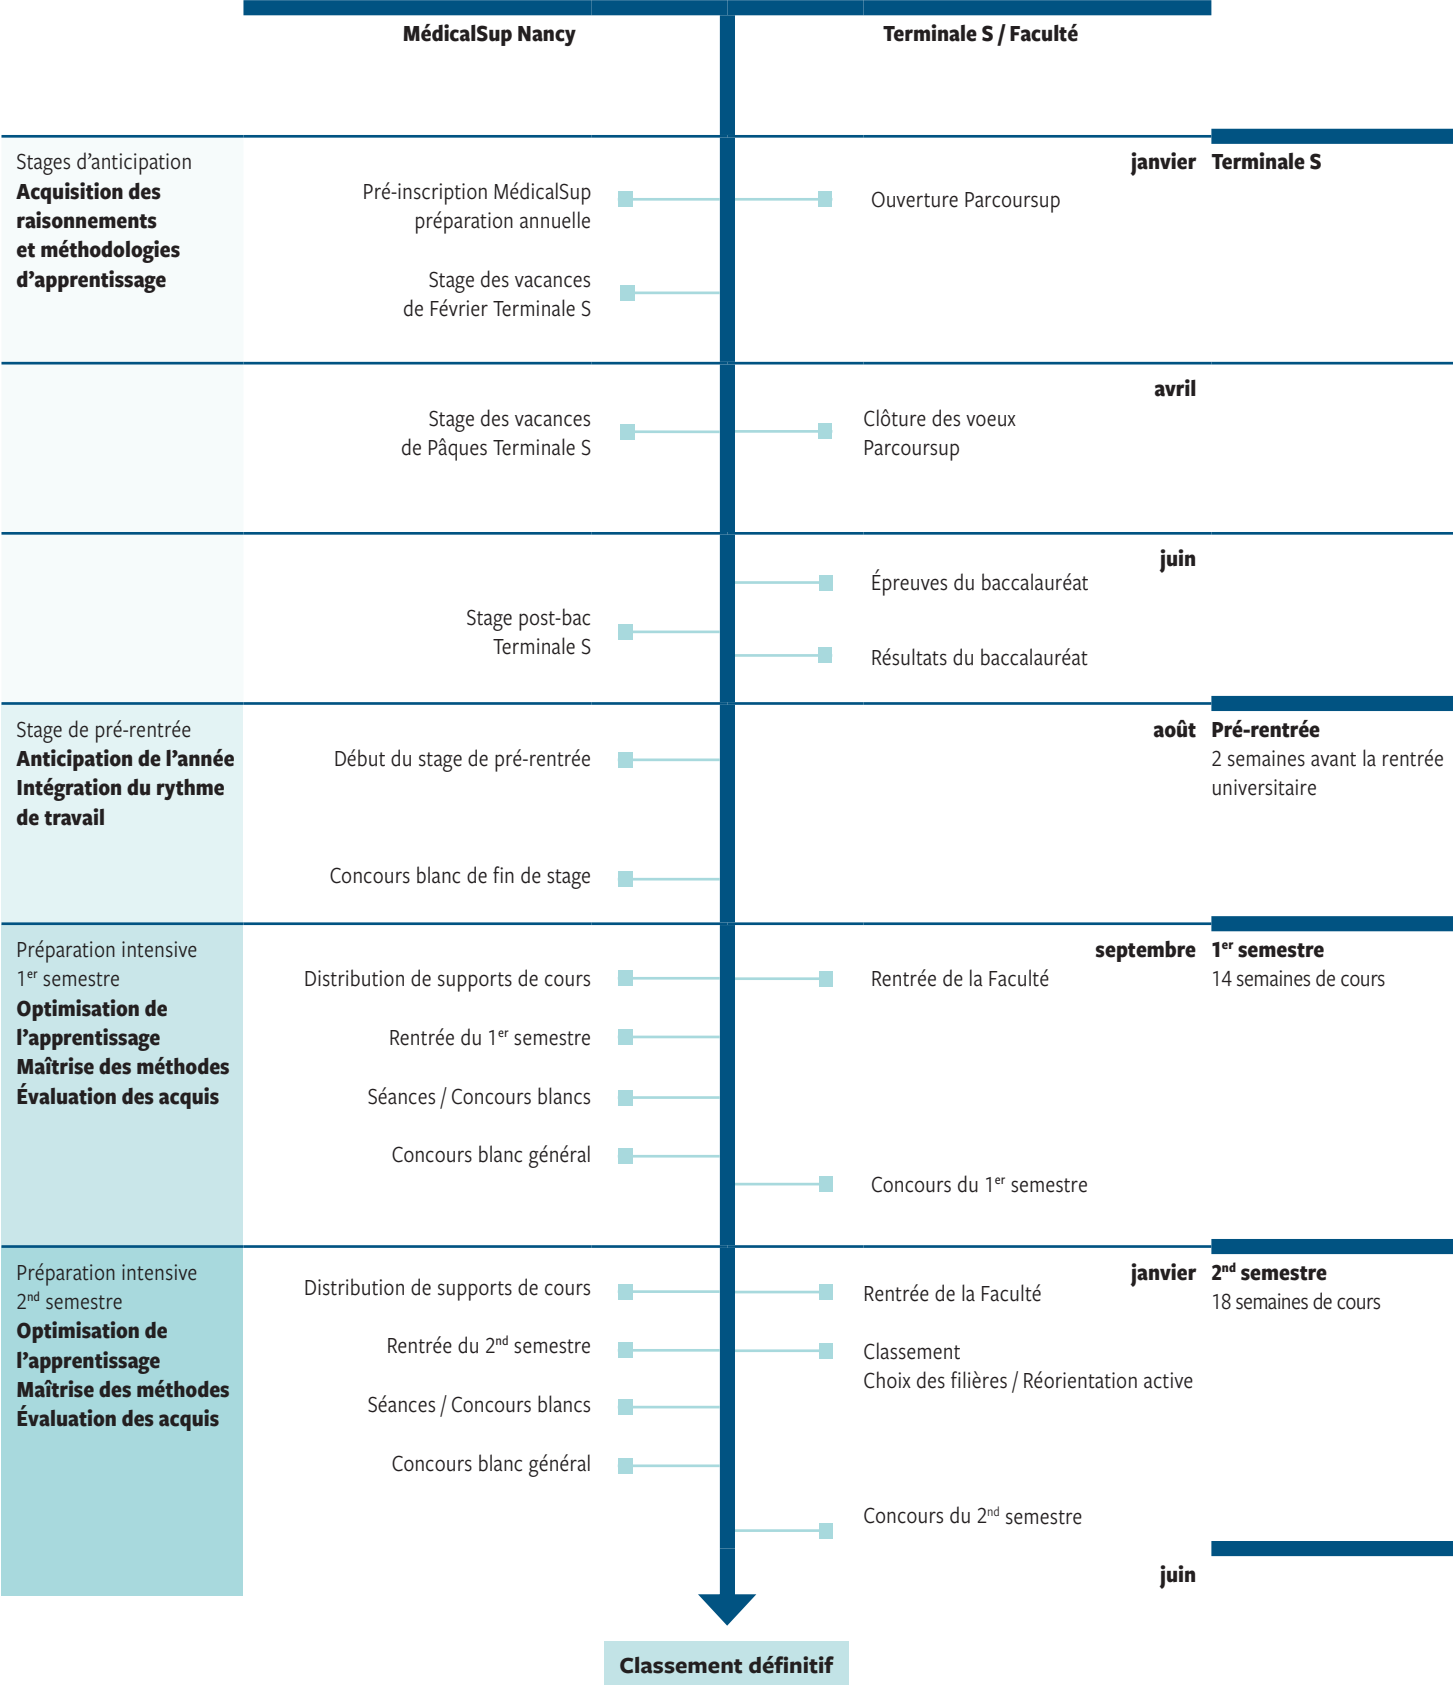 MédicalSup Nancy
Terminale S / Faculté
Stages d’anticipation
Acquisition des
raisonnements
et méthodologies
d’apprentissage
Pré-inscription MédicalSup
préparation annuelle
Stage des vacances
de Février Terminale S
janvier
Ouverture Parcoursup
Terminale S
Stage des vacances
de Pâques Terminale S
avril
Clôture des voeux
Parcoursup
juin
Épreuves du baccalauréat
Stage post-bac
Terminale S
Résultats du baccalauréat
Stage de pré-rentrée
Anticipation de l’année
Intégration du rythme
de travail
Début du stage de pré-rentrée
Concours blanc de fin de stage
août
Pré-rentrée
2 semaines avant la rentrée
universitaire
Préparation intensive
1er semestre
Optimisation de
l’apprentissage
Maîtrise des méthodes
Évaluation des acquis
Distribution de supports de cours
Rentrée du 1er semestre
Séances / Concours blancs
Concours blanc général
septembre
Rentrée de la Faculté
Concours du 1er semestre
1er semestre
14 semaines de cours
Préparation intensive
2nd semestre
Optimisation de
l’apprentissage
Maîtrise des méthodes
Évaluation des acquis
Distribution de supports de cours
Rentrée du 2nd semestre
Séances / Concours blancs
Concours blanc général
janvier
Rentrée de la Faculté
Classement
Choix des filières / Réorientation active
Concours du 2nd semestre
2nd semestre
18 semaines de cours
juin
Classement définitif